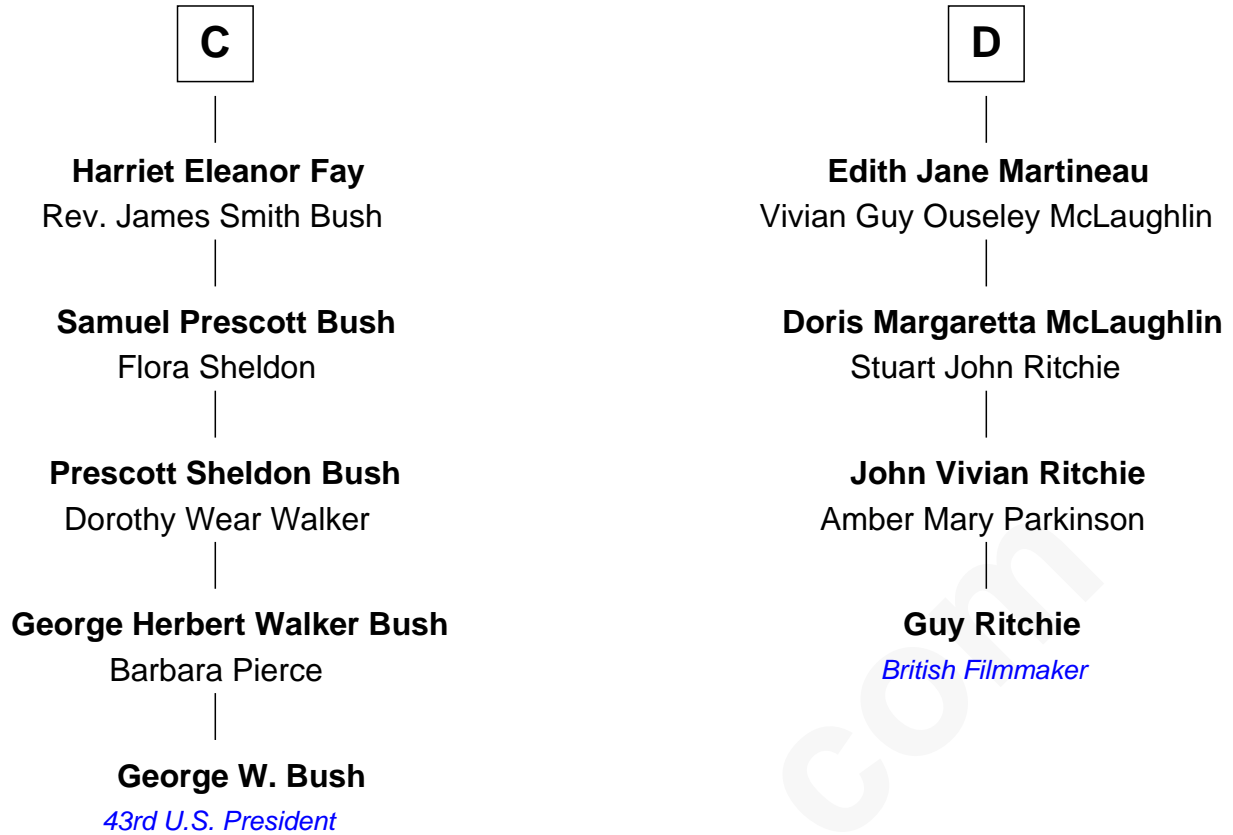 C
Harriet Eleanor Fay
Rev. James Smith Bush
Samuel Prescott Bush
Flora Sheldon
Prescott Sheldon Bush
Dorothy Wear Walker
George Herbert Walker Bush
Barbara Pierce
George W. Bush
43rd U.S. President
D
Edith Jane Martineau
Vivian Guy Ouseley McLaughlin
Doris Margaretta McLaughlin
Stuart John Ritchie
John Vivian Ritchie
Amber Mary Parkinson
Guy Ritchie
British Filmmaker
com